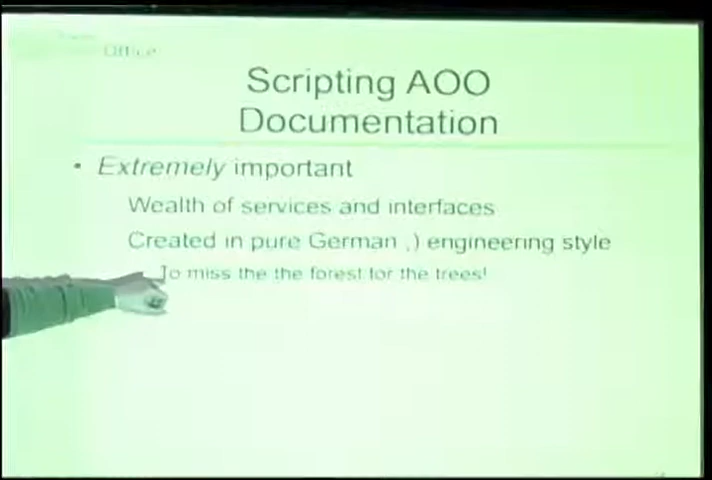 Office
Scripting AOO
Documentation
• Extremely important
Wealth of services and interfaces
Created in pure German ,) engineering style
To miss the the forest for the trees!